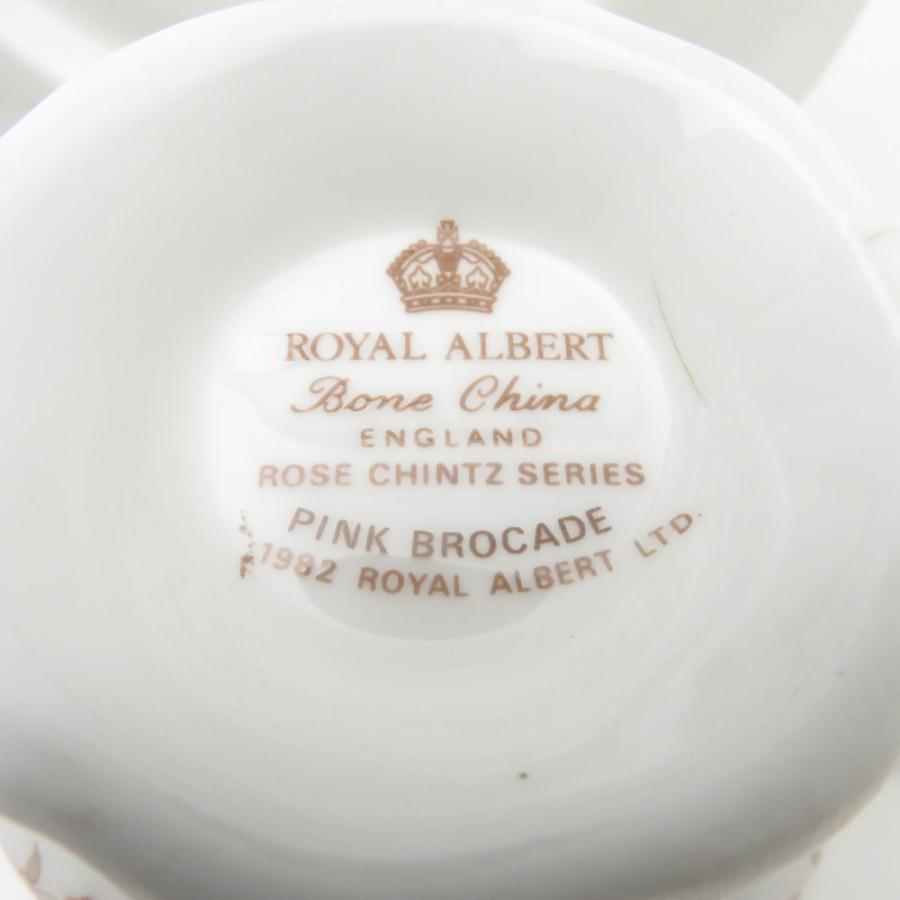 ROYAL ALBERT
Bone China
ENGLAND
ROSE CHINTZ SERIES
PINK BROCADE
1982 ROYAL ALBERT LTD.